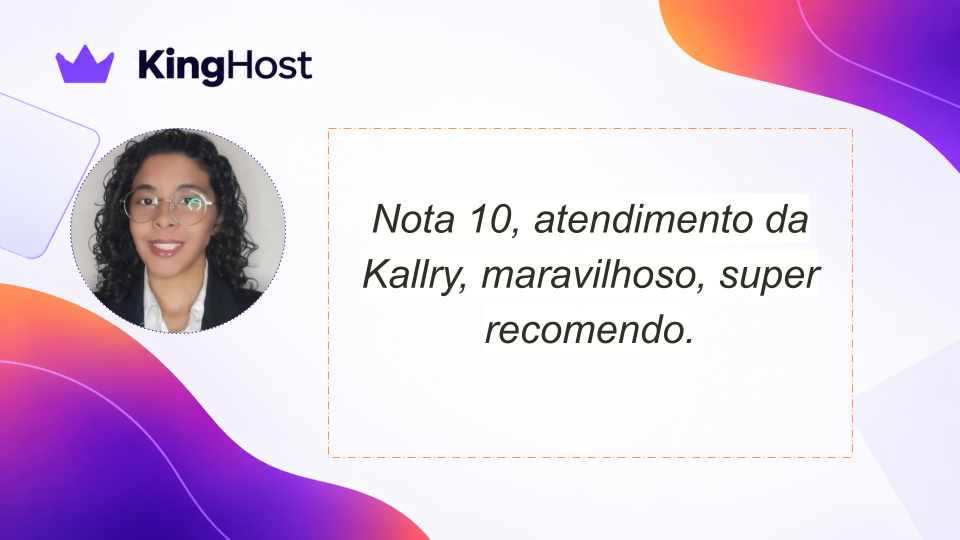 KingHost
Nota 10, atendimento da
Kallry, maravilhoso, super
recomendo.